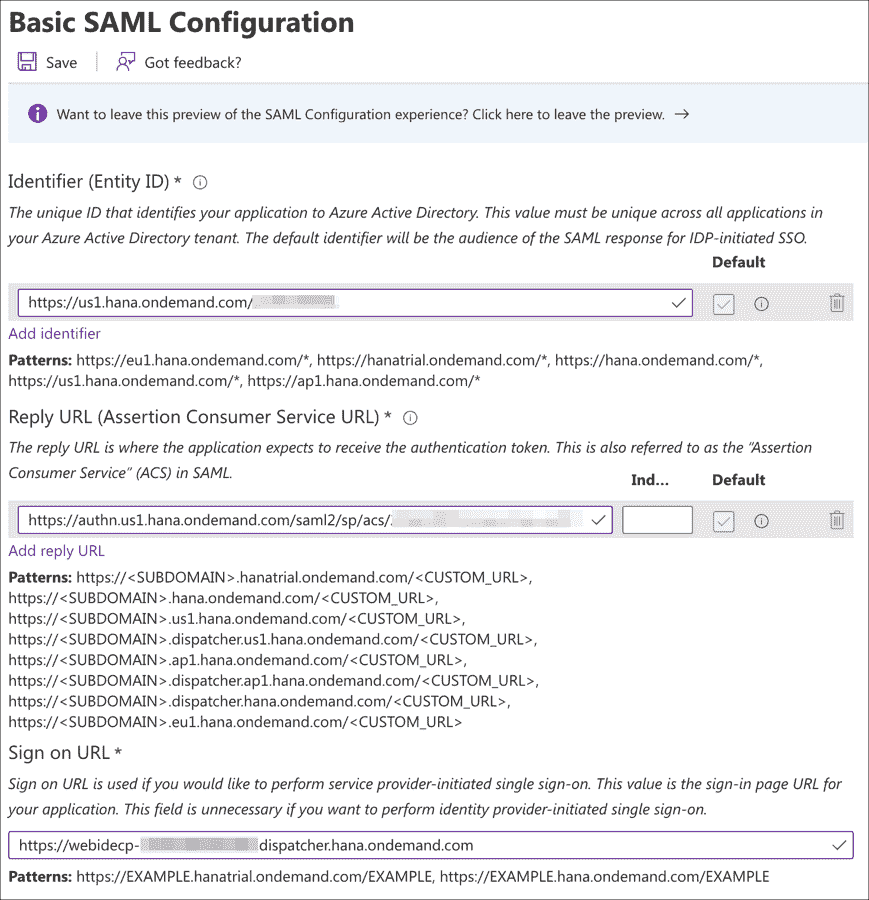 Basic SAML Configuration
Save
Got feedback?
Want to leave this preview of the SAML Configuration experience? Click here to leave the preview. →
Identifier (Entity ID) *
The unique ID that identifies your application to Azure Active Directory. This value must be unique across all applications in
your Azure Active Directory tenant. The default identifier will be the audience of the SAML response for IDP-initiated SSO.
Default
https://us1.hana.ondemand.com/
Add identifier
Patterns: https://eu1.hana.ondemand.com/*, https://hanatrial.ondemand.com/*, https://hana.ondemand.com/*,
https://us1.hana.ondemand.com/*, https://ap1.hana.ondemand.com/*
Reply URL (Assertion Consumer Service URL) *
The reply URL is where the application expects to receive the authentication token. This is also referred to as the "Assertion
Consumer Service" (ACS) in SAML.
Ind... Default
https://authn.us1.hana.ondemand.com/saml2/sp/acs/
Add reply URL
Patterns: https://<SUBDOMAIN>.hanatrial.ondemand.com/<CUSTOM_URL>,
https://<SUBDOMAIN>.hana.ondemand.com/<CUSTOM_URL>,
https://<SUBDOMAIN>.us1.hana.ondemand.com/<CUSTOM_URL>,
https://<SUBDOMAIN>.dispatcher.us1.hana.ondemand.com/<CUSTOM_URL>,
https://<SUBDOMAIN>.ap1.hana.ondemand.com/<CUSTOM_URL>,
https://<SUBDOMAIN>.dispatcher.ap1.hana.ondemand.com/<CUSTOM_URL>,
https://<SUBDOMAIN>.dispatcher.hana.ondemand.com/<CUSTOM_URL>,
https://<SUBDOMAIN>.eu1.hana.ondemand.com/<CUSTOM_URL>
Sign on URL *
Sign on URL is used if you would like to perform service provider-initiated single sign-on. This value is the sign-in page URL for
your application. This field is unnecessary if you want to perform identity provider-initiated single sign-on.
https://webidecp- dispatcher.hana.ondemand.com
Patterns: https://EXAMPLE.hanatrial.ondemand.com/EXAMPLE, https://EXAMPLE.hana.ondemand.com/EXAMPLE